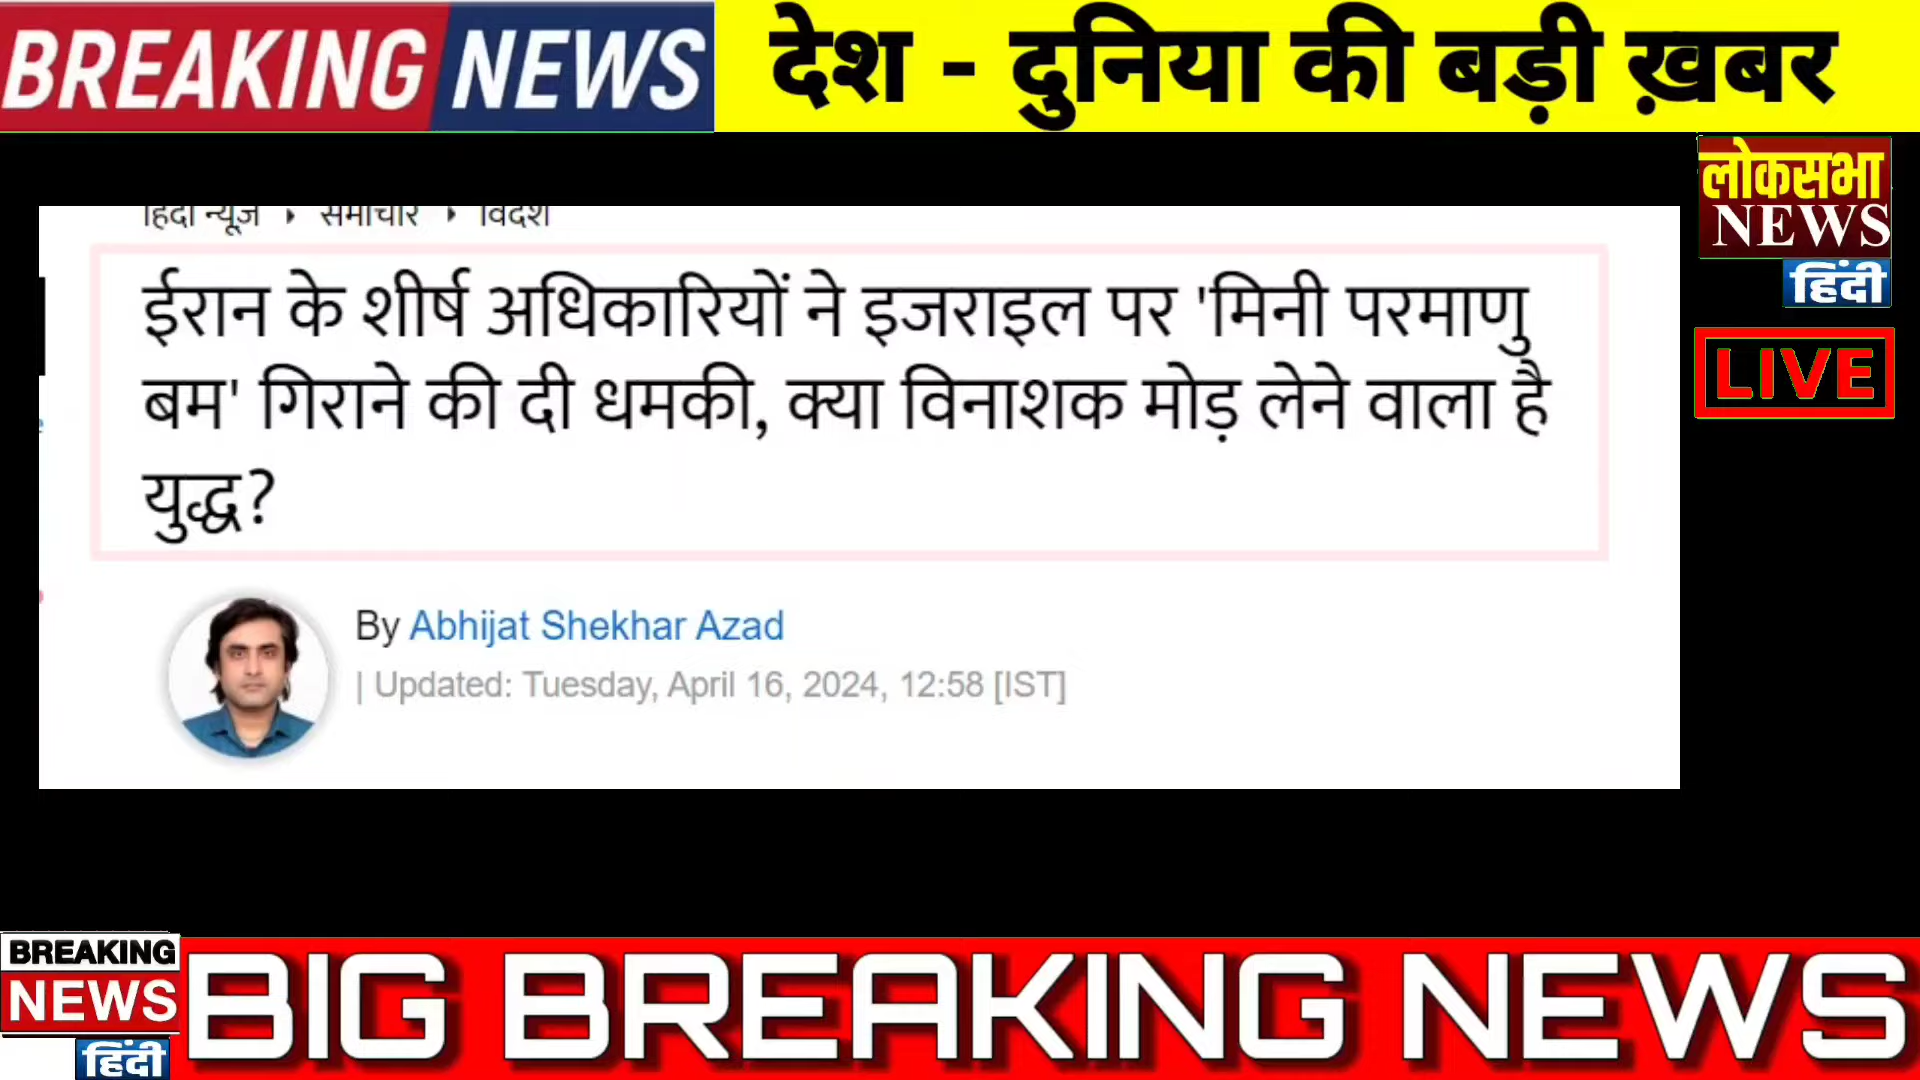 BREAKING NEWS देश - दुनिया की बड़ी ख़बर
लोकसभा
NEWS
हिंदी
LIVE
हिंदी न्यूज़ › समाचार › विदेश
ईरान के शीर्ष अधिकारियों ने इजराइल पर 'मिनी परमाणु
बम' गिराने की दी धमकी, क्या विनाशक मोड़ लेने वाला है
युद्ध?
By Abhijat Shekhar Azad
| Updated: Tuesday, April 16, 2024, 12:58 [IST]
BREAKING
NEWS
हिंदी
BIG BREAKING NEWS